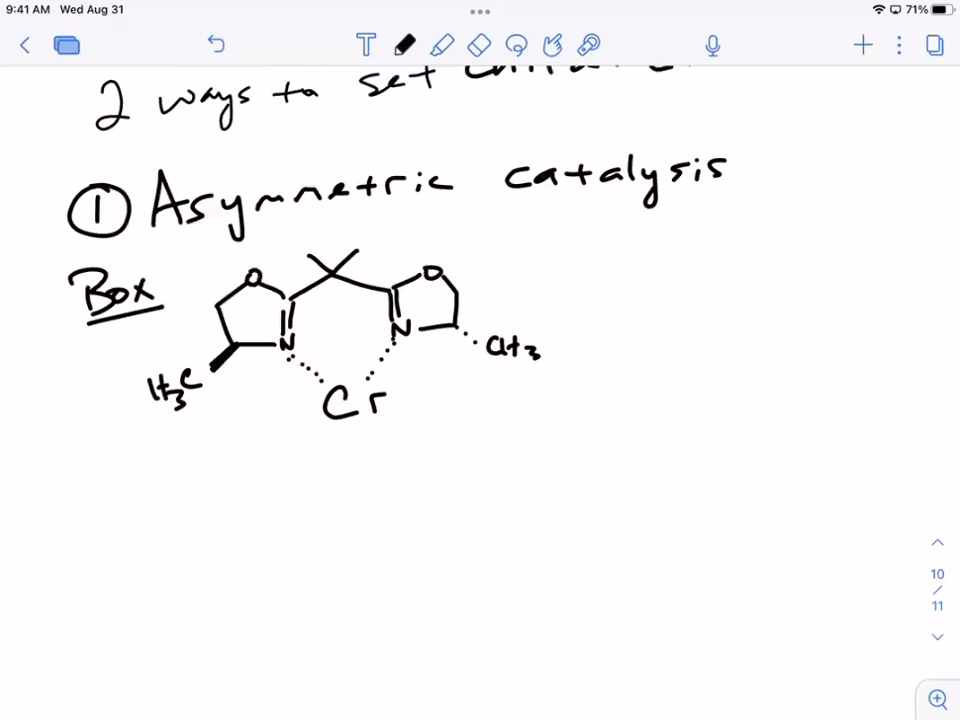 9:41 AM Wed Aug 31
71%
T
2 ways to set
① Asymmetric catalysis
Box
O O
N N
H3C CH3
Cr
10
/
11